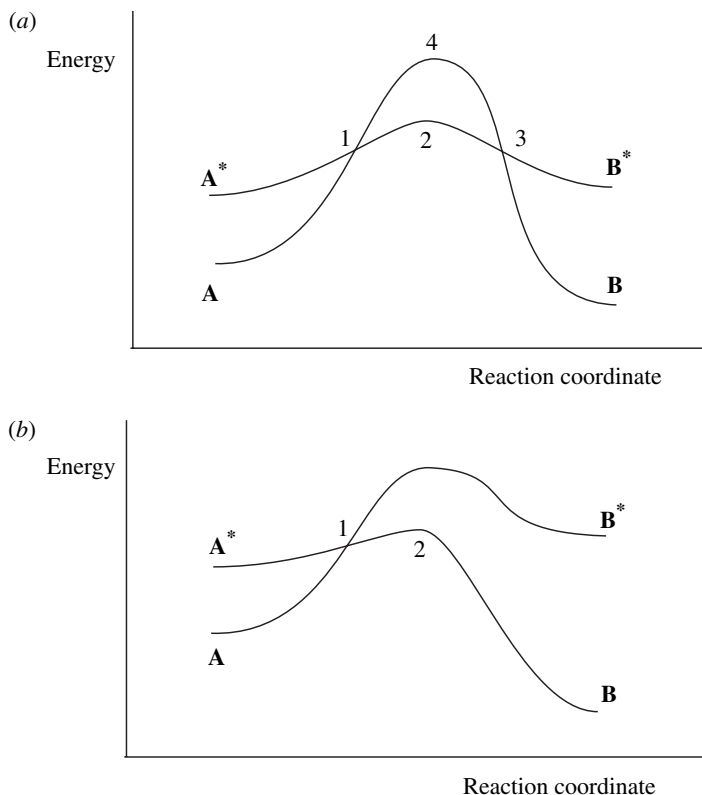 (a)
Energy
4
1
2
3
A*
B*
A
B
Reaction coordinate
(b)
Energy
1
2
A*
B*
A
B
Reaction coordinate